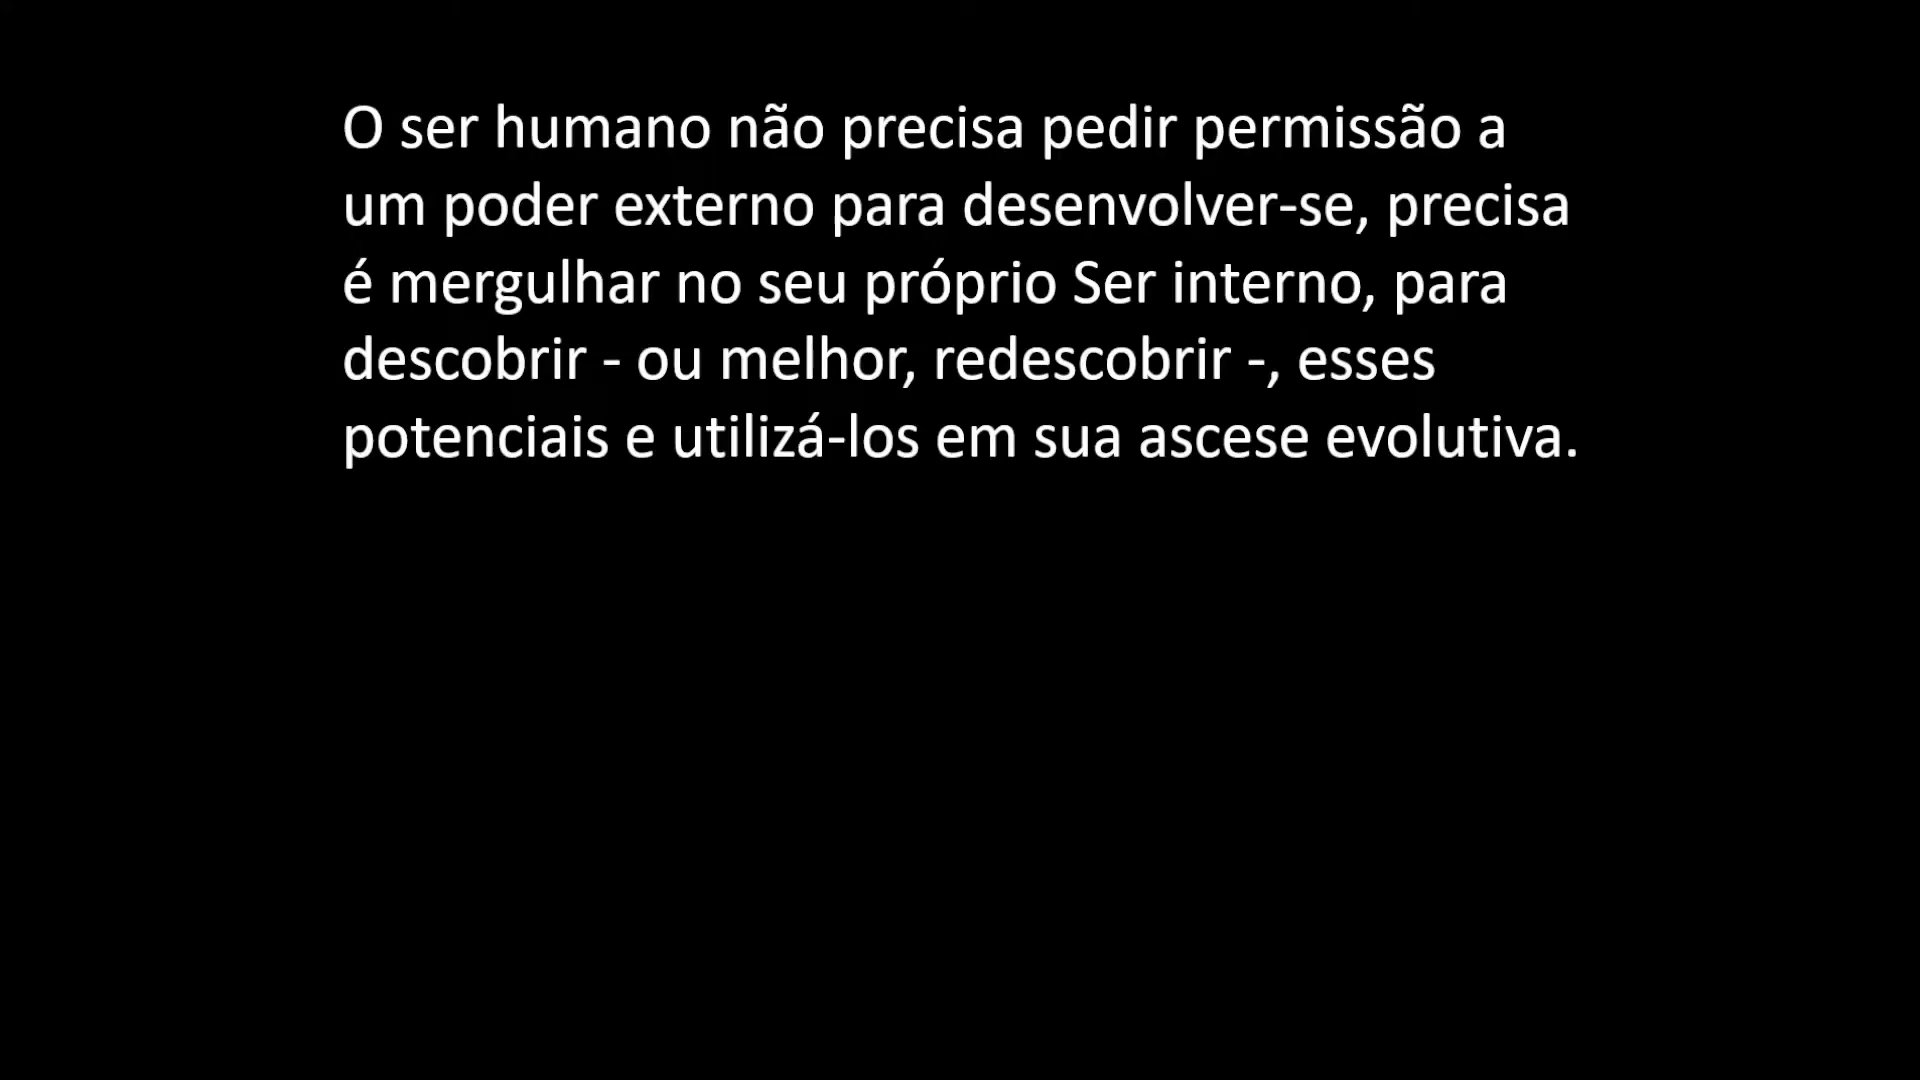 O ser humano não precisa pedir permissão a
um poder externo para desenvolver-se, precisa
é mergulhar no seu próprio Ser interno, para
descobrir - ou melhor, redescobrir -, esses
potenciais e utilizá-los em sua ascese evolutiva.